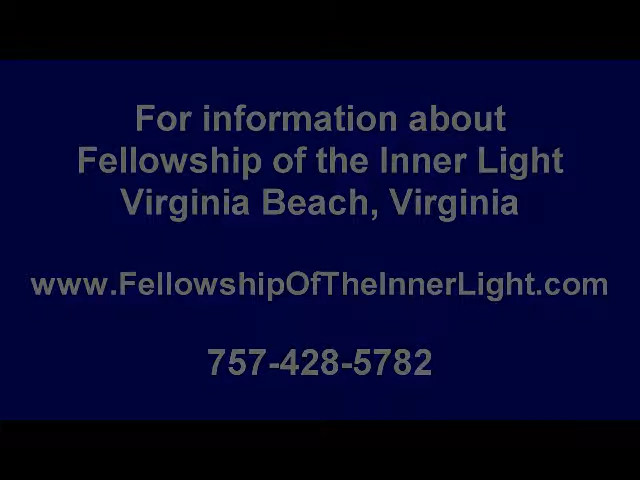 For information about
Fellowship of the Inner Light
Virginia Beach, Virginia
www.FellowshipOfTheInnerLight.com
757-428-5782